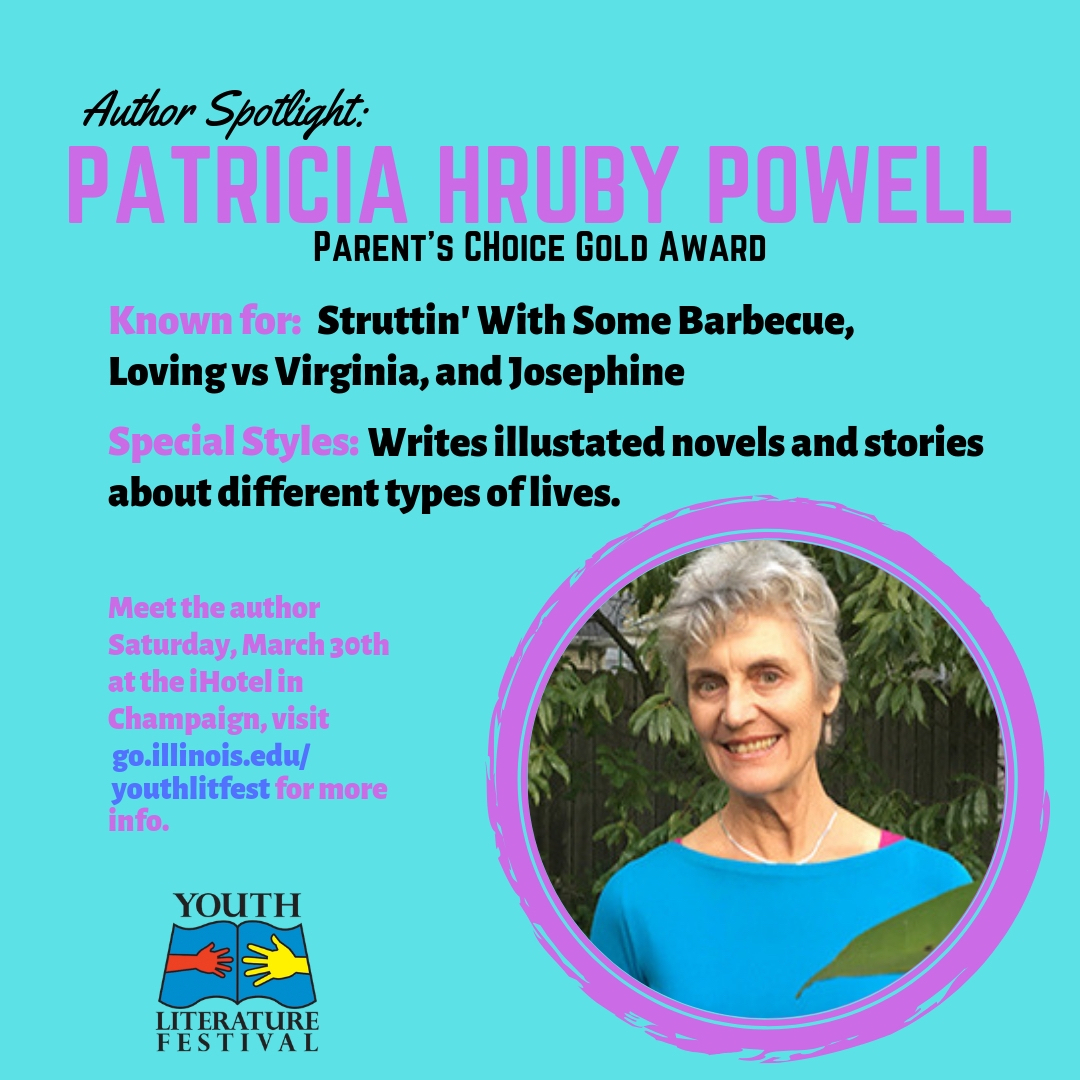 Author Spotlight:
PATRICIA HRUBY POWELL
PARENT'S CHOICE GOLD AWARD
Known for: Struttin' With Some Barbecue,
Loving vs Virginia, and Josephine
Special Styles: Writes illustated novels and stories
about different types of lives.
Meet the author
Saturday, March 30th
at the iHotel in
Champaign, visit
go.illinois.edu/
youthlitfest for more
info.
YOUTH
LITERATURE
FESTIVAL